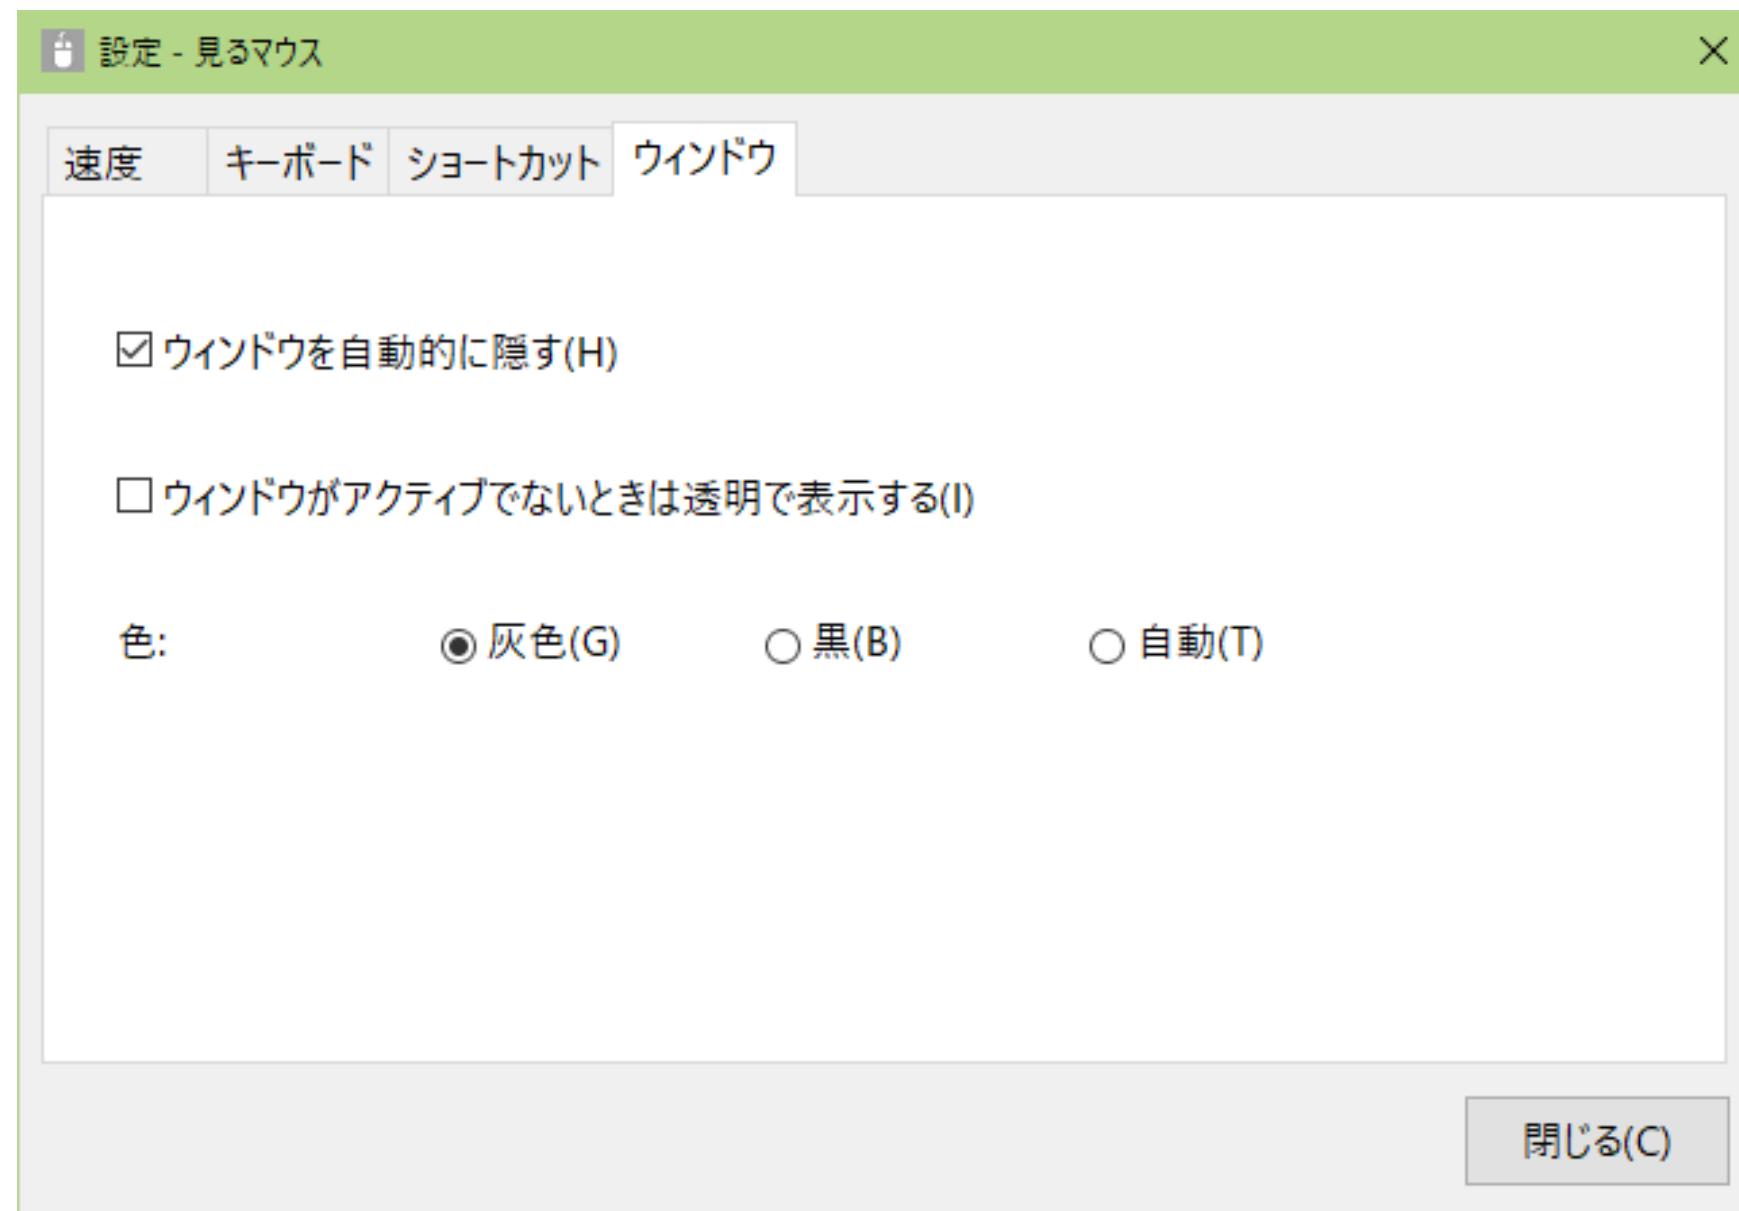 設定 - 見るマウス
速度 キーボード ショートカット ウィンドウ
ウィンドウを自動的に隠す(H)
ウィンドウがアクティブでないときは透明で表示する(I)
色: 灰色(G) 黒(B) 自動(T)
閉じる(C)